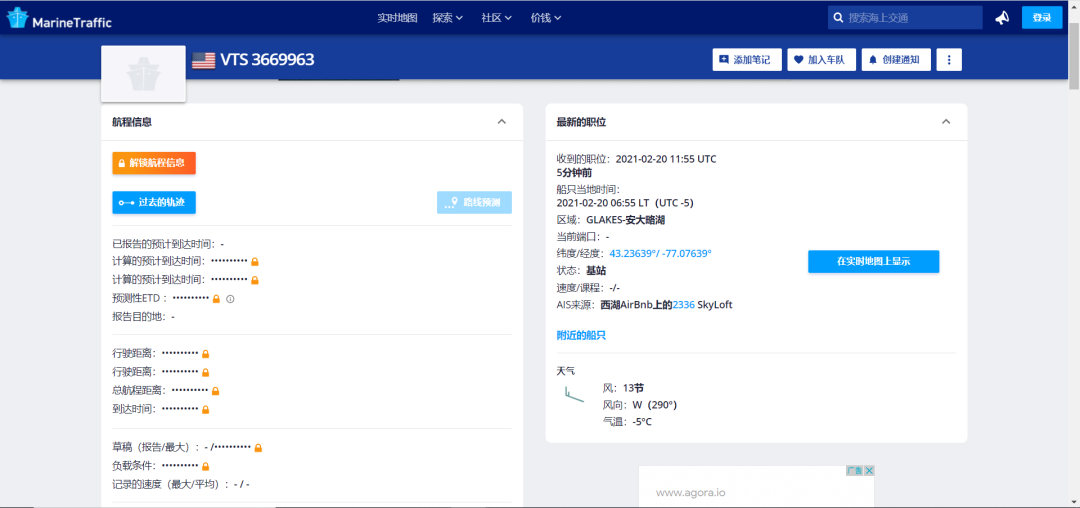 MarineTraffic
实时地图 探索 社区 价钱
搜索海上交通
登录
VTS 3669963
添加笔记 加入车队 创建通知
航程信息
解锁航程信息
过去的轨迹 路线预测
已报告的预计到达时间: -
计算的预计到达时间: ••••••••••
计算的预计到达时间: ••••••••••
预测性ETD: ••••••••••
报告目的地: -
行驶距离: ••••••••••
行驶距离: ••••••••••
总航程距离: ••••••••••
到达时间: ••••••••••
草稿（报告/最大）: - /••••••••••
负载条件: ••••••••••
记录的速度（最大/平均）: - / -
最新的职位
收到的职位: 2021-02-20 11:55 UTC
5分钟前
船只当地时间:
2021-02-20 06:55 LT（UTC -5）
区域: GLAKES-安大略湖
当前端口: -
纬度/经度: 43.23639°/ -77.07639°
在实时地图上显示
状态: 基站
速度/课程: -/-
AIS来源: 西湖AirBnb上的2336 SkyLoft
附近的船只
天气
风: 13节
风向: W（290°）
气温: -5°C
广告
www.agora.io